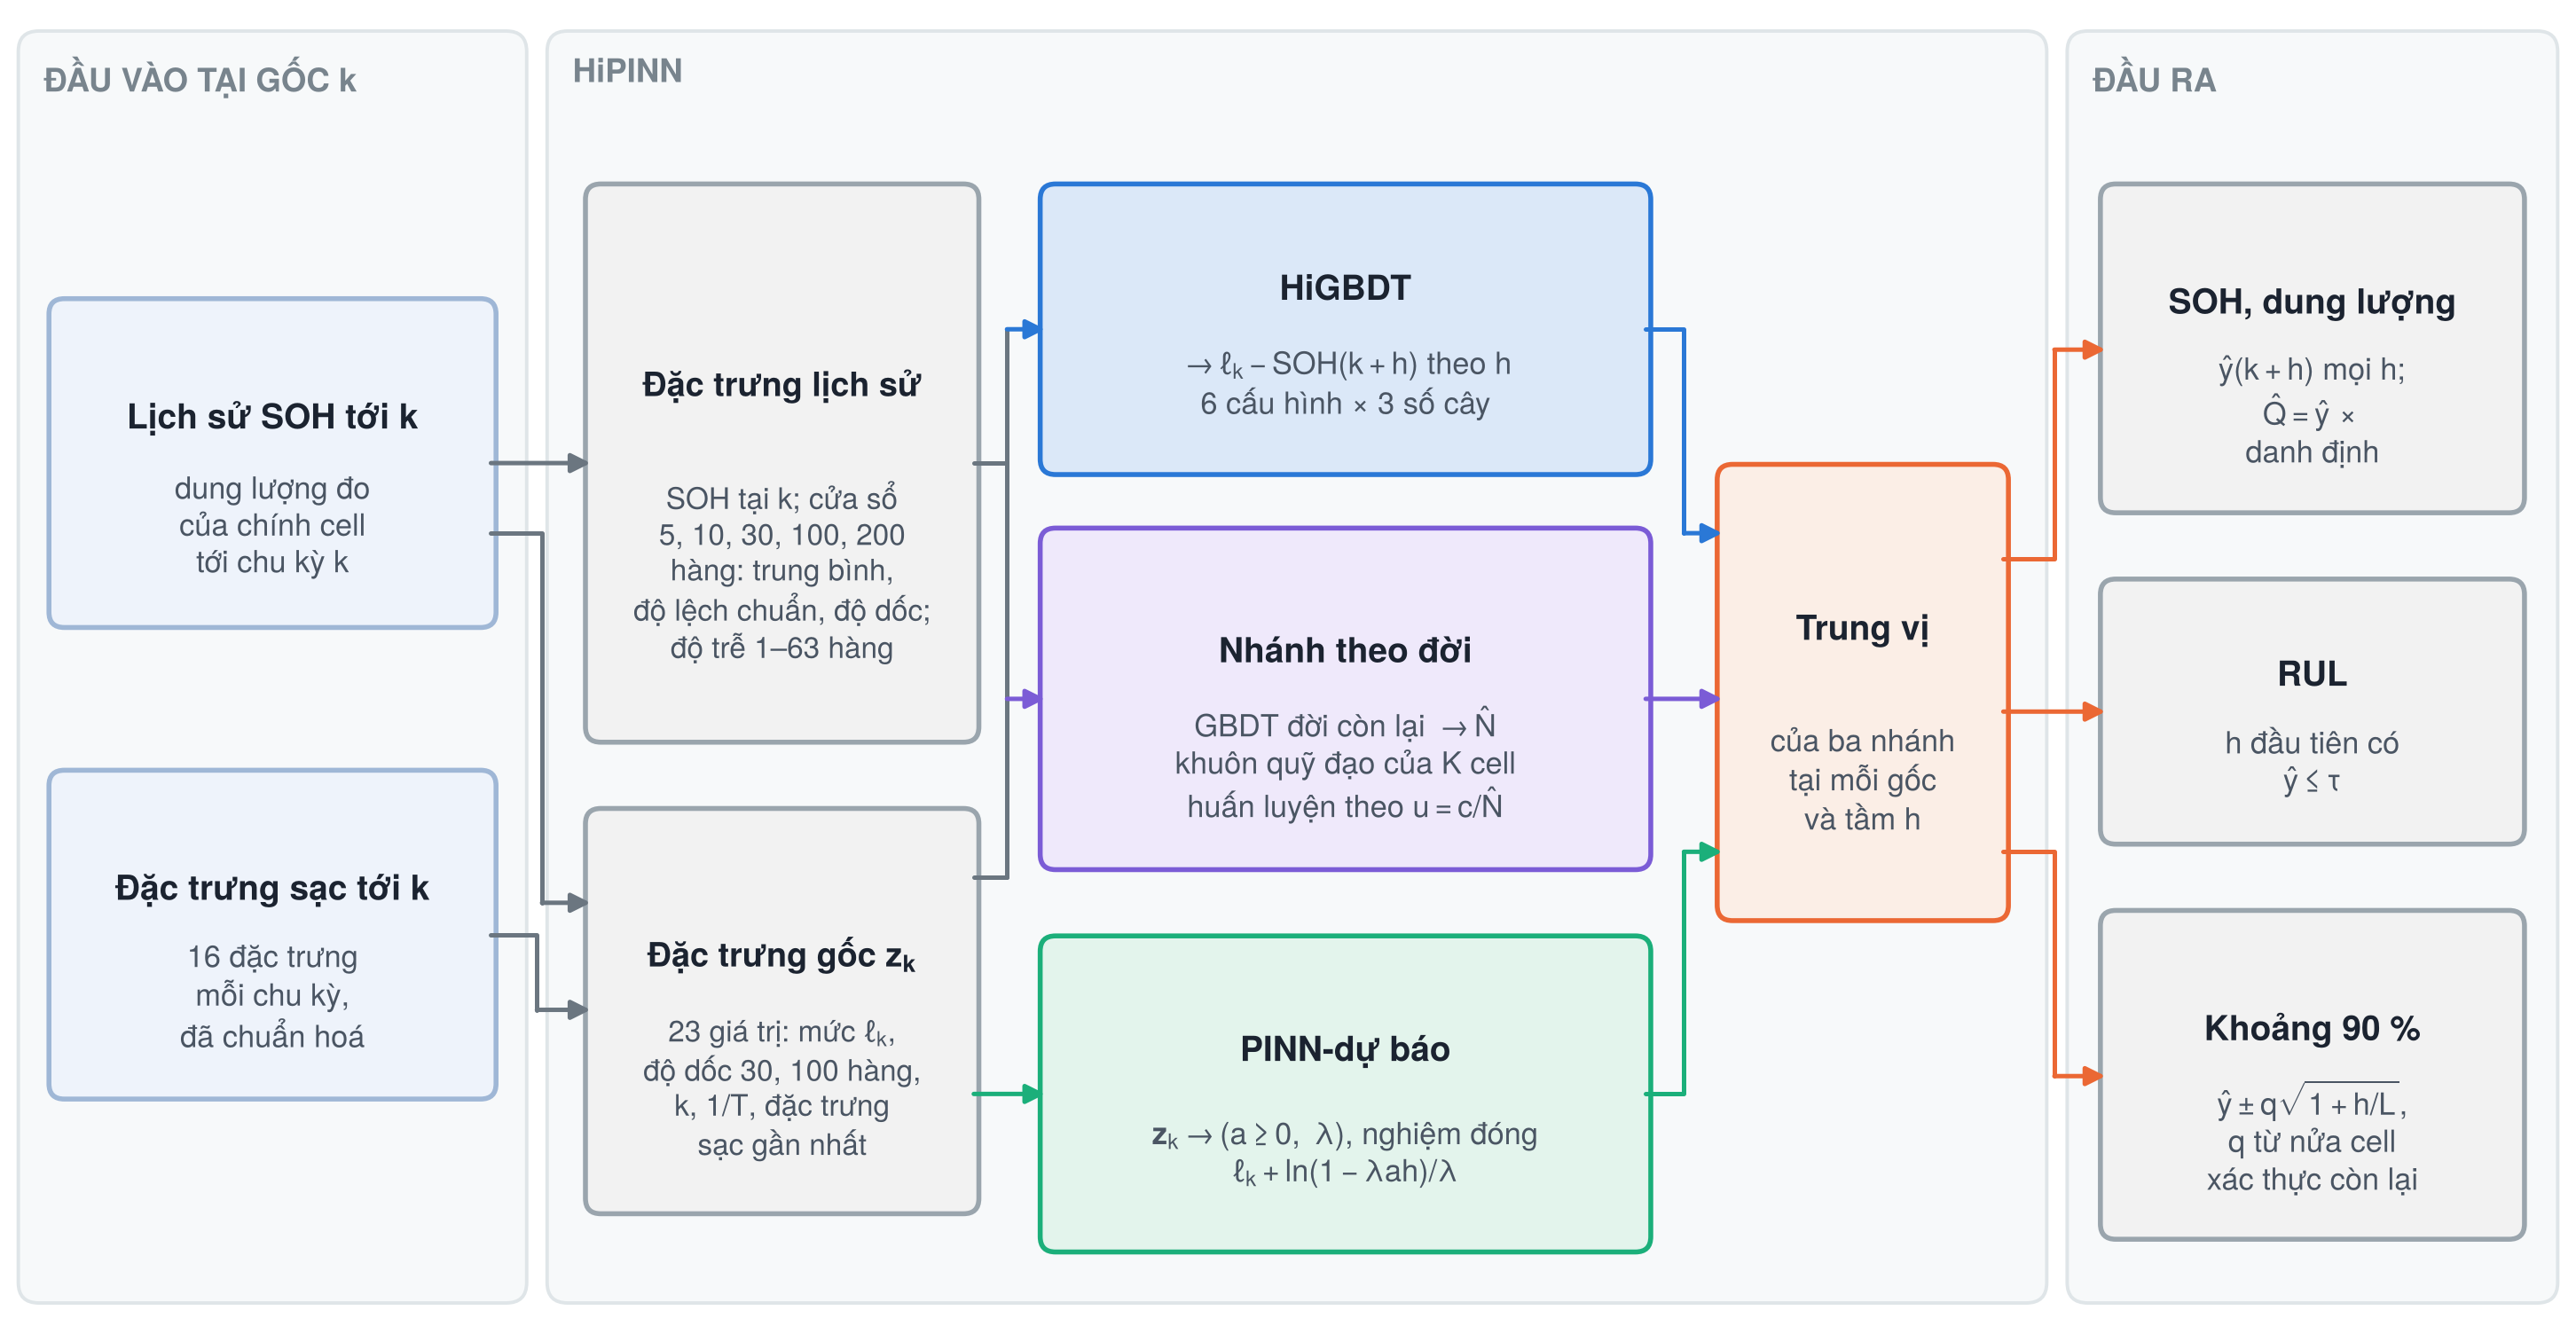 ĐẦU VÀO TẠI GỐC k
Lịch sử SOH tới k
dung lượng đo
của chính cell
tới chu kỳ k
Đặc trưng sạc tới k
16 đặc trưng
mỗi chu kỳ,
đã chuẩn hoá
HiPINN
Đặc trưng lịch sử
SOH tại k; cửa sổ
5, 10, 30, 100, 200
hàng: trung bình,
độ lệch chuẩn, độ dốc;
độ trễ 1–63 hàng
Đặc trưng gốc zₖ
23 giá trị: mức ℓₖ,
độ dốc 30, 100 hàng,
k, 1/T, đặc trưng
sạc gần nhất
HiGBDT
→ ℓₖ – SOH(k + h) theo h
6 cấu hình × 3 số cây
Nhánh theo đời
GBDT đời còn lại → N̂
khuôn quỹ đạo của K cell
huấn luyện theo u = c/N̂
PINN-dự báo
zₖ → (a ≥ 0, λ), nghiệm đóng
ℓₖ + ln(1 – λah)/λ
Trung vị
của ba nhánh
tại mỗi gốc
và tầm h
ĐẦU RA
SOH, dung lượng
ŷ(k + h) mọi h;
Q̂ = ŷ ×
danh định
RUL
h đầu tiên có
ŷ ≤ τ
Khoảng 90 %
ŷ ± q√(1 + h/L),
q từ nửa cell
xác thực còn lại